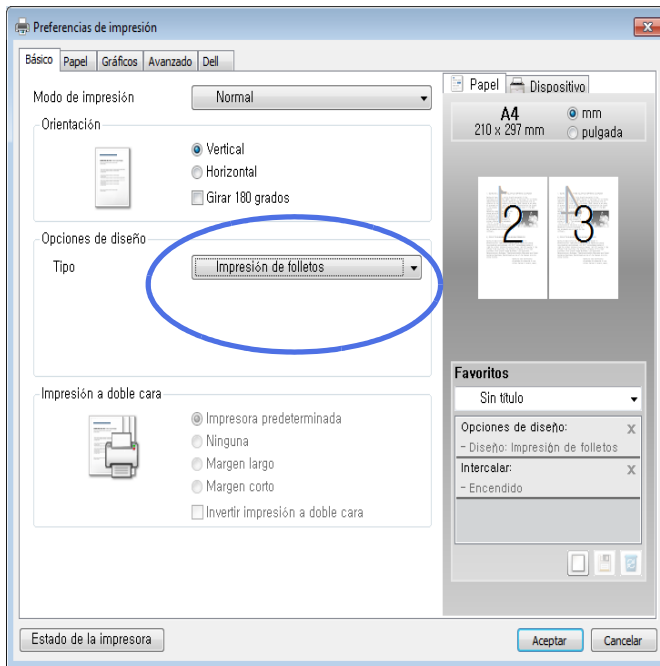 Preferencias de impresión
Básico Papel Gráficos Avanzado Dell
Modo de impresión Normal
Orientación
Vertical
Horizontal
Girar 180 grados
Opciones de diseño
Tipo Impresión de folletos
Impresión a doble cara
Impresora predeterminada
Ninguna
Margen largo
Margen corto
Invertir impresión a doble cara
Papel Dispositivo
A4 mm
210 x 297 mm pulgada
2 3
Favoritos
Sin título
Opciones de diseño: X
- Diseño: Impresión de folletos
Intercalar: X
- Encendido
Estado de la impresora Aceptar Cancelar